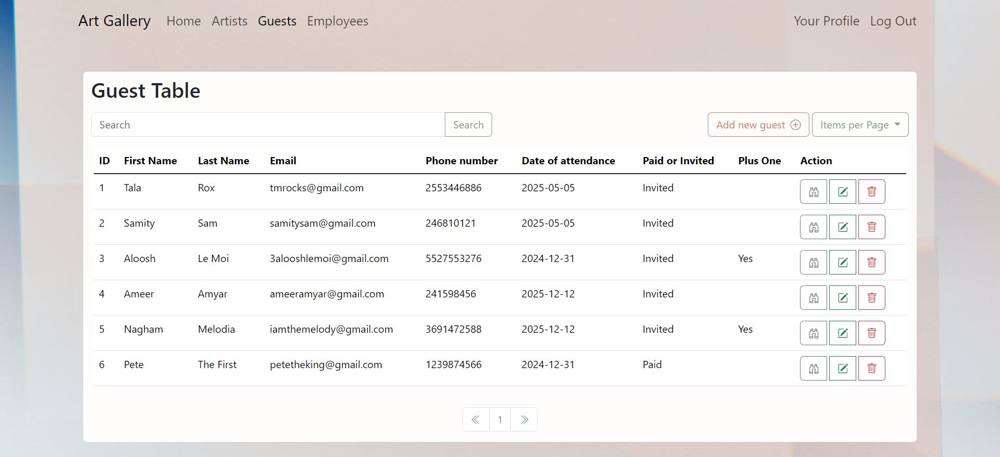 Art Gallery Home Artists Guests Employees Your Profile Log Out
Guest Table
Search Search Add new guest Items per Page
ID First Name Last Name Email Phone number Date of attendance Paid or Invited Plus One Action
1 Tala Rox tmrocks@gmail.com 2553446886 2025-05-05 Invited
2 Samity Sam samitysam@gmail.com 246810121 2025-05-05 Invited
3 Aloosh Le Moi 3alooshlemoi@gmail.com 5527553276 2024-12-31 Invited Yes
4 Ameer Amyar ameeramyar@gmail.com 241598456 2025-12-12 Invited
5 Nagham Melodia iamthemelody@gmail.com 3691472588 2025-12-12 Invited Yes
6 Pete The First petetheking@gmail.com 1239874566 2024-12-31 Paid
1